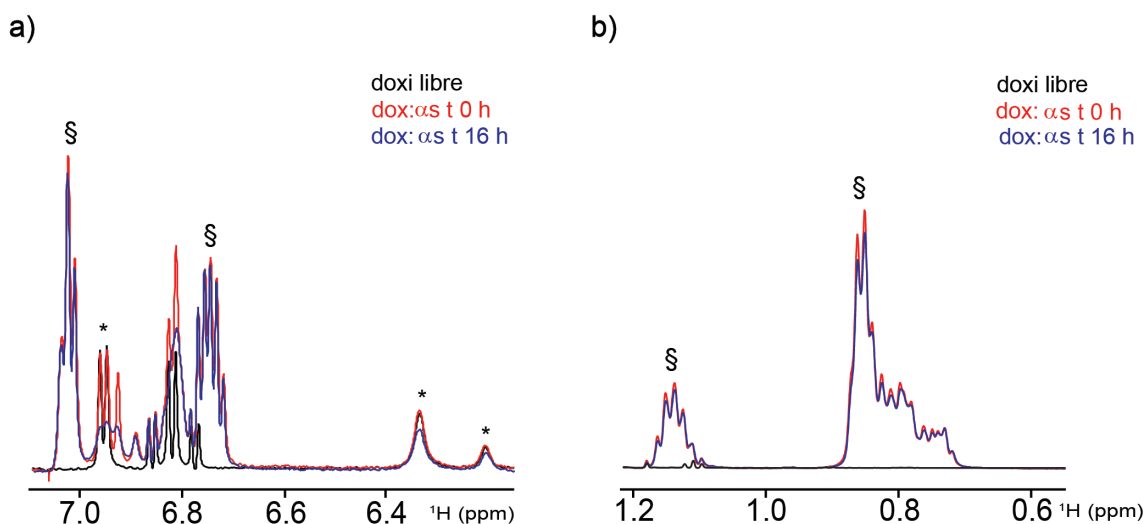 a)
doxi libre
dox:αs t 0 h
dox: αs t 16 h
§
§
*
*
*
7.0 6.8 6.6 6.4 ¹H (ppm)
b)
doxi libre
dox: αs t 0 h
dox: αs t 16 h
§
§
1.2 1.0 0.8 0.6 ¹H (ppm)